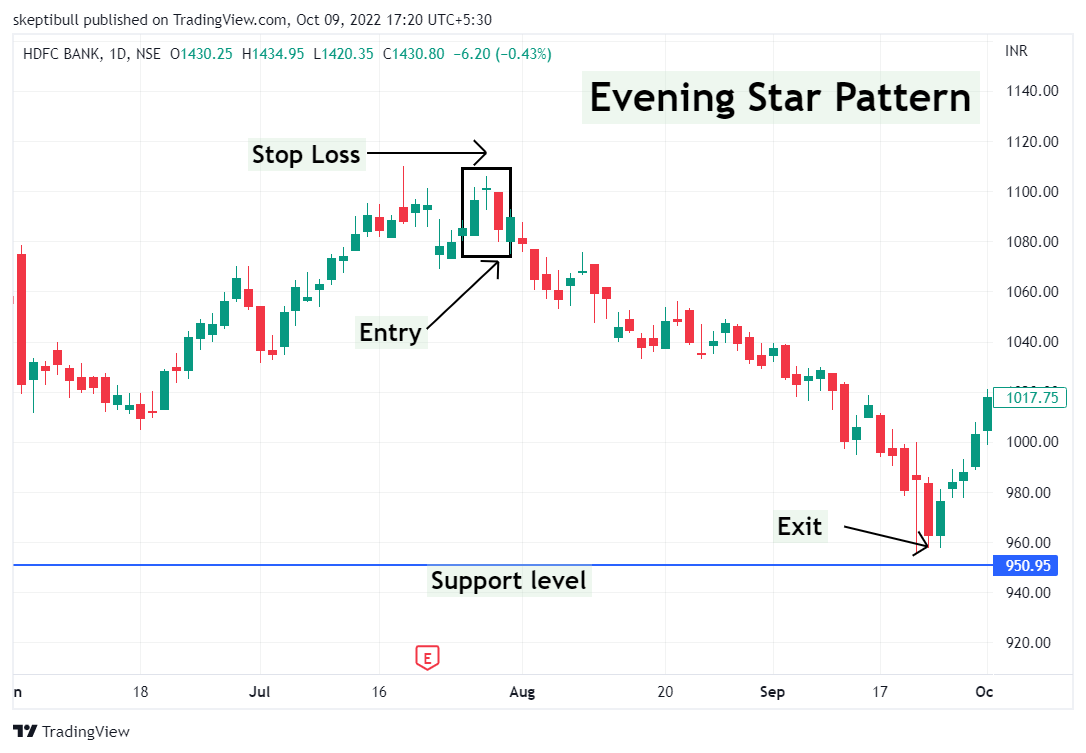 skeptibull published on TradingView.com, Oct 09, 2022 17:20 UTC+5:30
HDFC BANK, 1D, NSE O1430.25 H1434.95 L1420.35 C1430.80 −6.20 (−0.43%)
INR
Evening Star Pattern
1140.00
1120.00
Stop Loss
1100.00
1080.00
1060.00
Entry
1040.00
1017.75
1000.00
980.00
Exit
960.00
950.95
Support level
940.00
920.00
E
n 18 Jul 16 Aug 20 Sep 17 Oc
TradingView